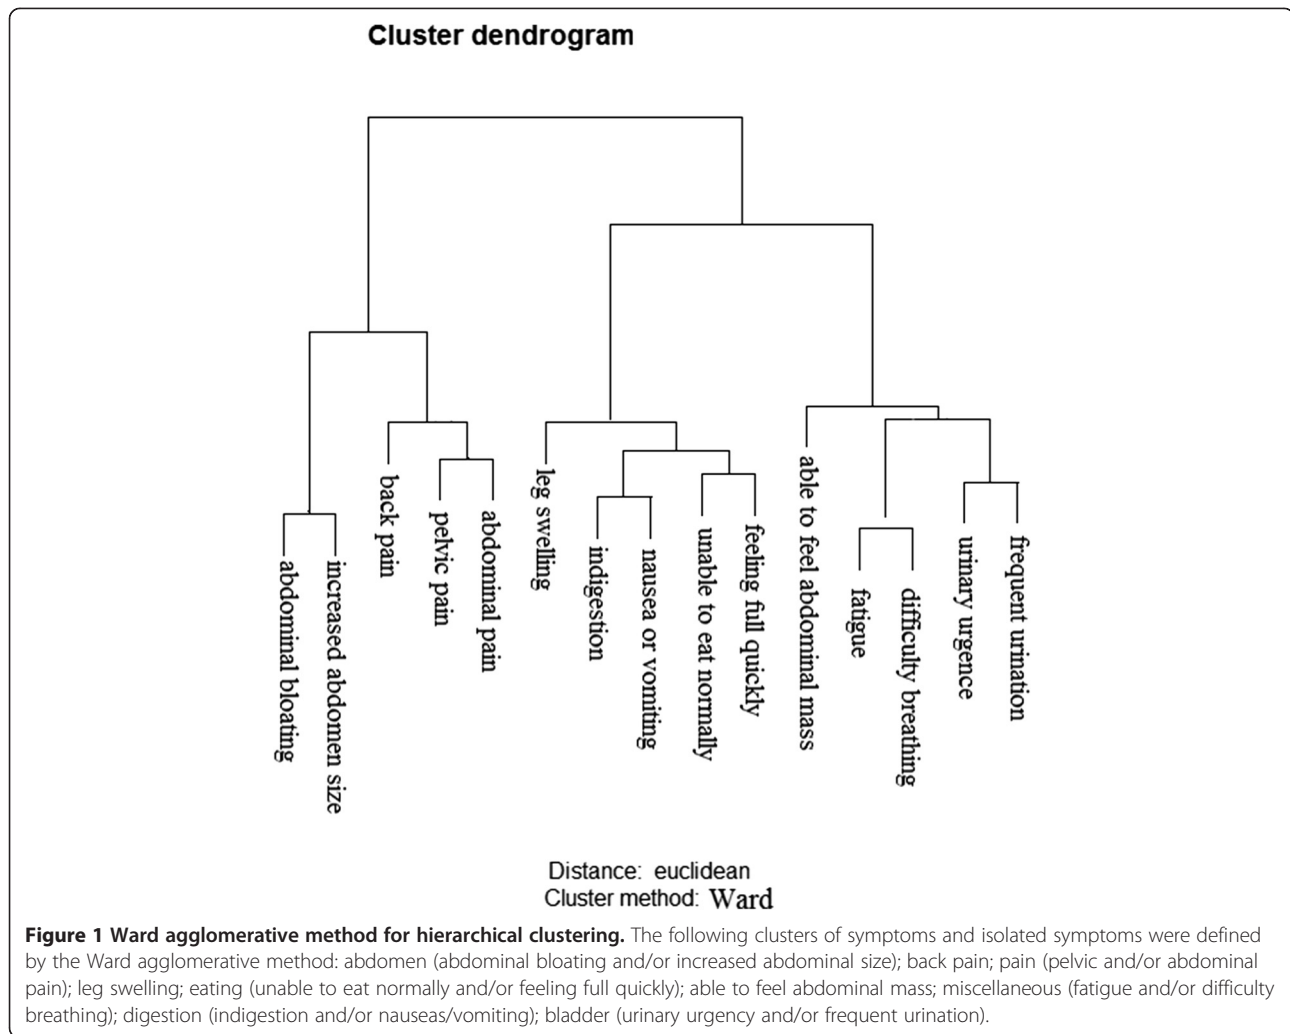 Cluster dendrogram
abdominal bloating
increased abdomen size
back pain
pelvic pain
abdominal pain
leg swelling
indigestion
nausea or vomiting
unable to eat normally
feeling full quickly
able to feel abdominal mass
fatigue
difficulty breathing
urinary urgence
frequent urination
Distance: euclidean
Cluster method: Ward
Figure 1 Ward agglomerative method for hierarchical clustering. The following clusters of symptoms and isolated symptoms were defined
by the Ward agglomerative method: abdomen (abdominal bloating and/or increased abdominal size); back pain; pain (pelvic and/or abdominal
pain); leg swelling; eating (unable to eat normally and/or feeling full quickly); able to feel abdominal mass; miscellaneous (fatigue and/or difficulty
breathing); digestion (indigestion and/or nauseas/vomiting); bladder (urinary urgency and/or frequent urination).